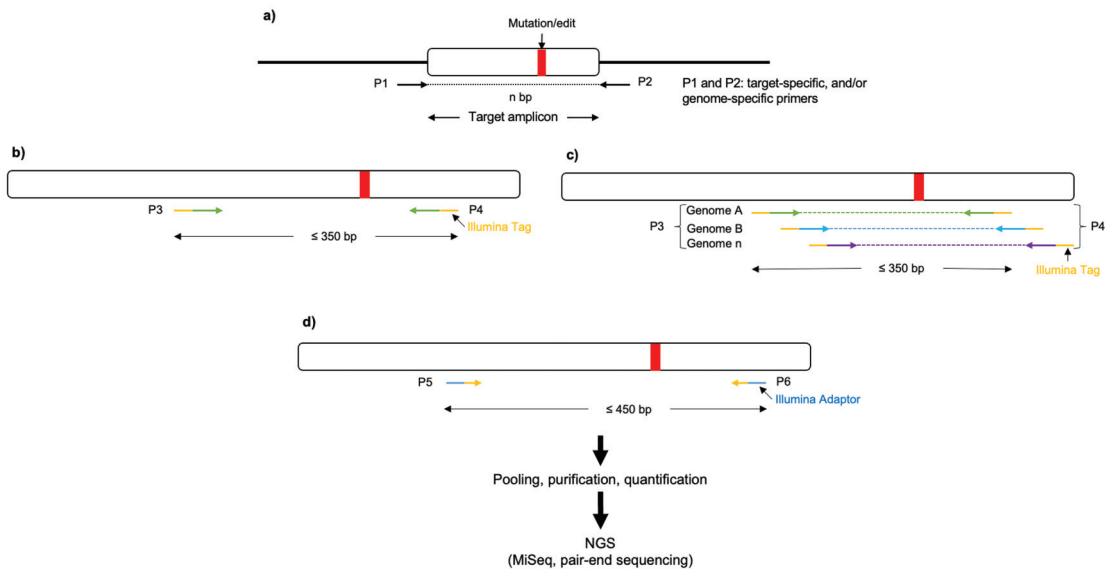 a)
Mutation/edit
P1
P2
P1 and P2: target-specific, and/or
genome-specific primers
n bp
Target amplicon
b)
P3
P4
Illumina Tag
≤ 350 bp
c)
Genome A
P3
Genome B
P4
Genome n
Illumina Tag
≤ 350 bp
d)
P5
P6
Illumina Adaptor
≤ 450 bp
Pooling, purification, quantification
NGS
(MiSeq, pair-end sequencing)